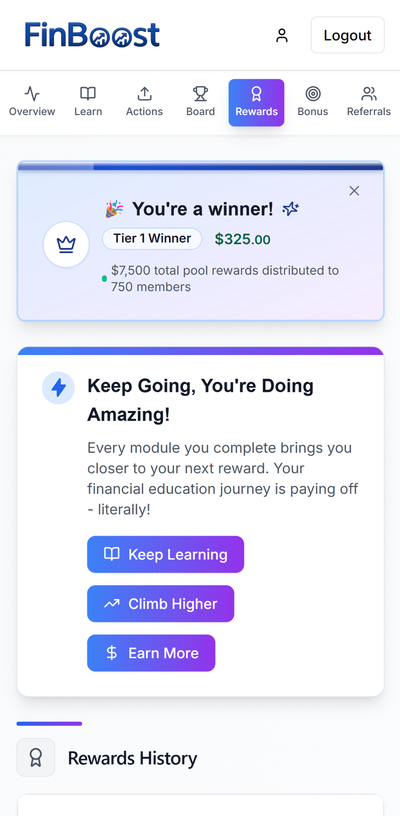 FinBoost
Logout
Overview
Learn
Actions
Board
Rewards
Bonus
Referrals
🎉 You're a winner!
Tier 1 Winner
$325.00
$7,500 total pool rewards distributed to
750 members
Keep Going, You're Doing
Amazing!
Every module you complete brings you
closer to your next reward. Your
financial education journey is paying off
- literally!
Keep Learning
Climb Higher
Earn More
Rewards History